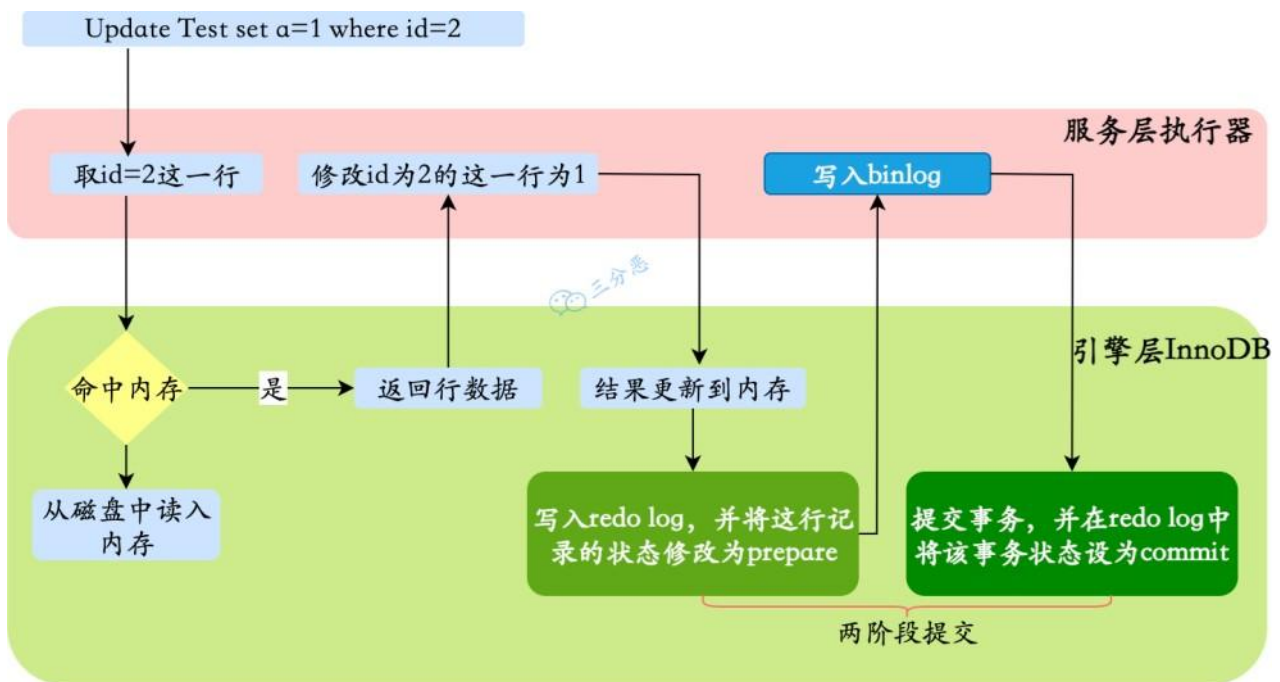 Update Test set a=1 where id=2
服务层执行器
取id=2这一行
修改id为2的这一行为1
写入binlog
三分恶
引擎层InnoDB
命中内存
是
返回行数据
结果更新到内存
从磁盘中读入
内存
写入redo log，并将这行记
录的状态修改为prepare
提交事务，并在redo log中
将该事务状态设为commit
两阶段提交